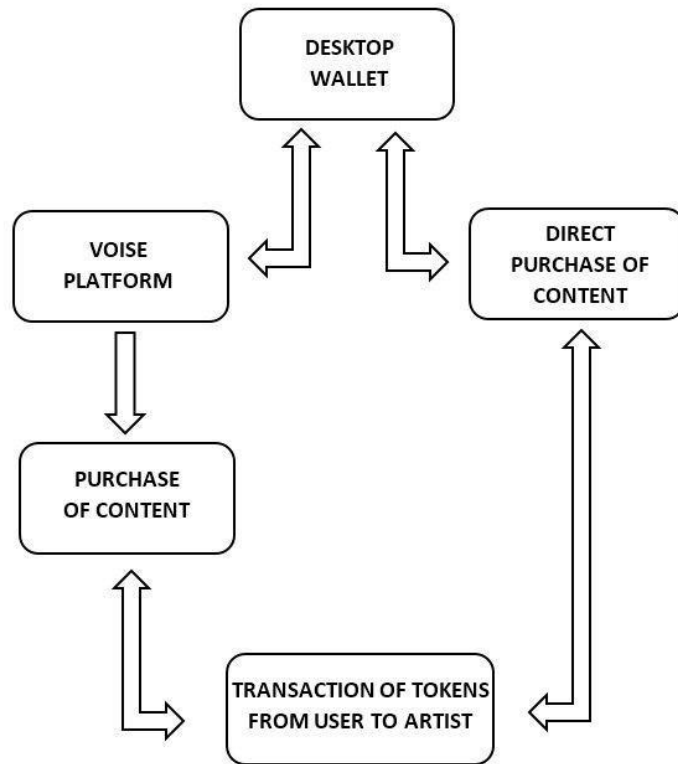 DESKTOP
WALLET
VOISE
PLATFORM
DIRECT
PURCHASE OF
CONTENT
PURCHASE
OF CONTENT
TRANSACTION OF TOKENS
FROM USER TO ARTIST